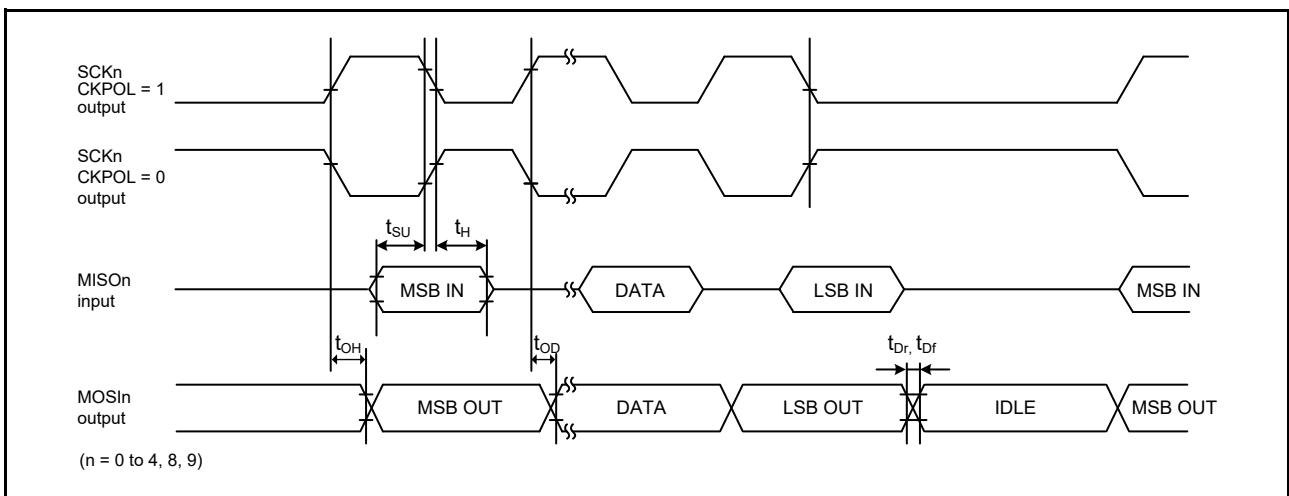 SCKn
CKPOL = 1
output
SCKn
CKPOL = 0
output
tSU
tH
MISOn
input
MSB IN
DATA
LSB IN
MSB IN
tOH
tOD
tDr, tDf
MOSIn
output
MSB OUT
DATA
LSB OUT
IDLE
MSB OUT
(n = 0 to 4, 8, 9)